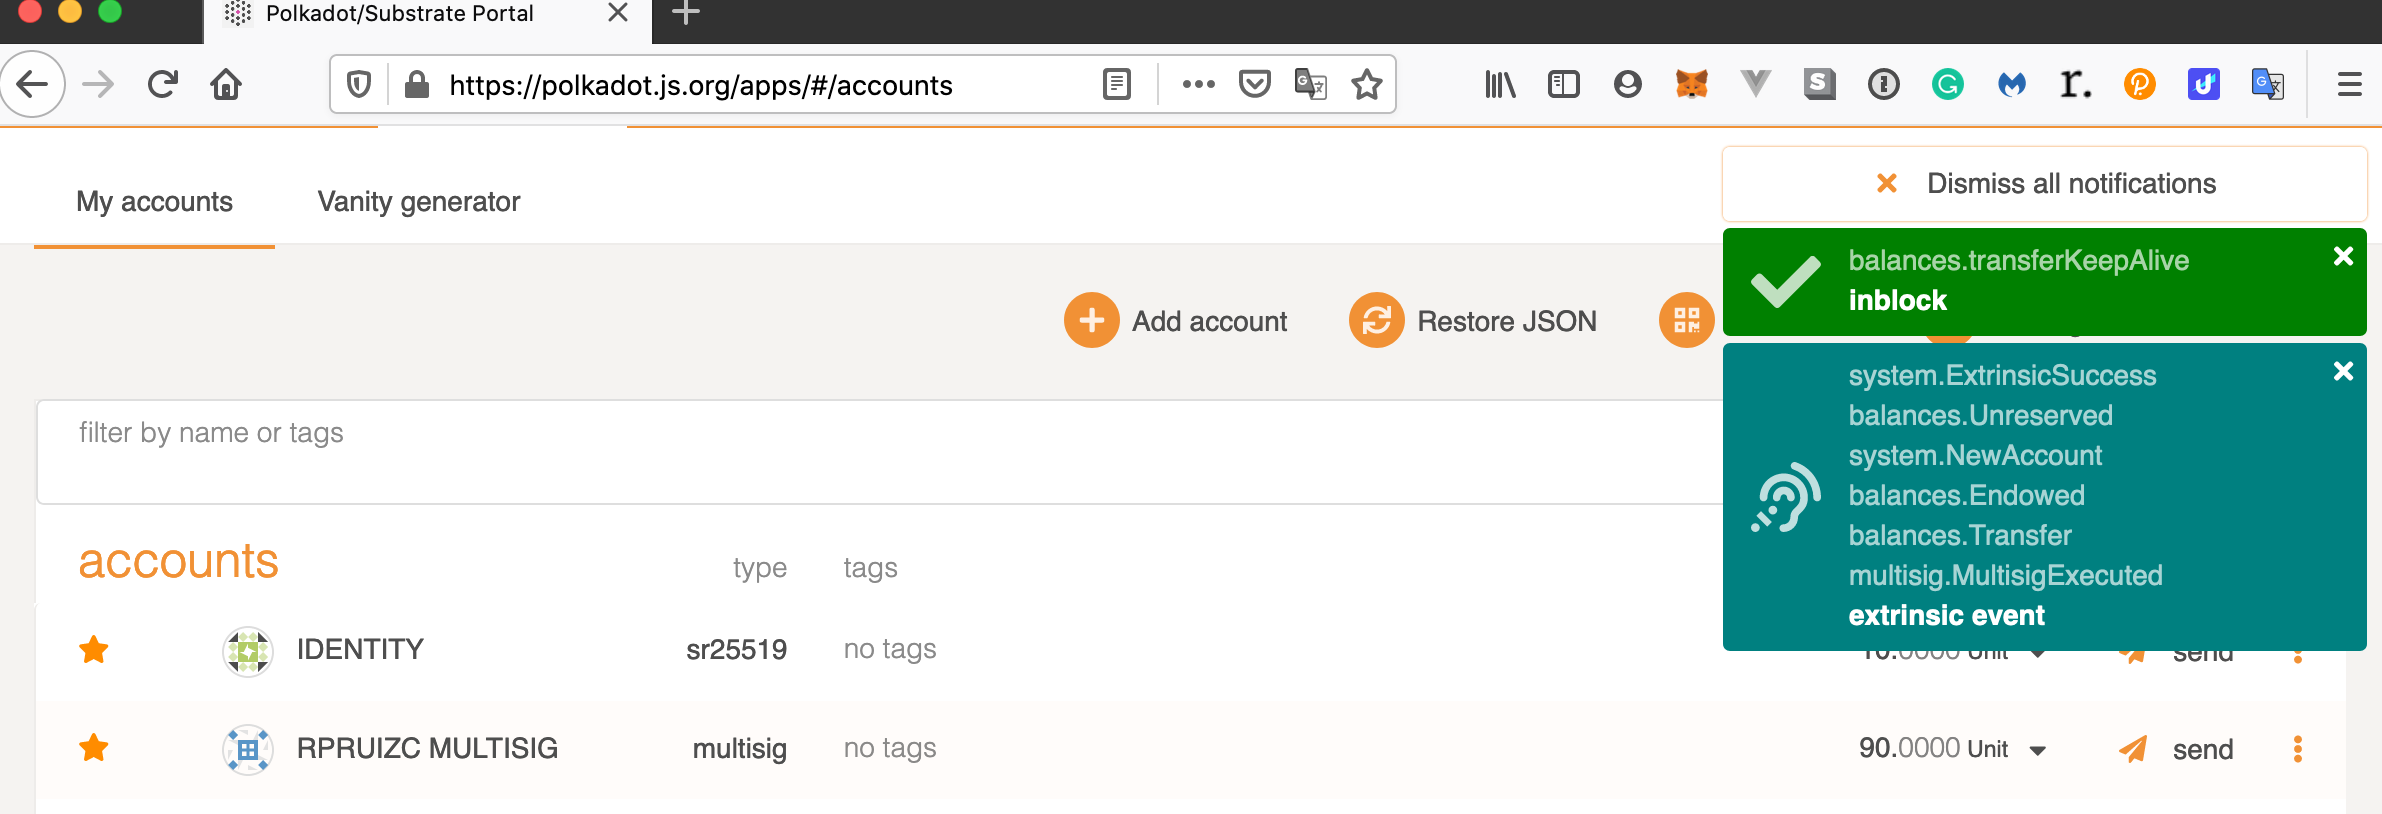 Polkadot/Substrate Portal
https://polkadot.js.org/apps/#/accounts
My accounts
Vanity generator
Dismiss all notifications
balances.transferKeepAlive
inblock
Add account
Restore JSON
system.ExtrinsicSuccess
balances.Unreserved
system.NewAccount
balances.Endowed
balances.Transfer
multisig.MultisigExecuted
extrinsic event
filter by name or tags
accounts type tags
IDENTITY sr25519 no tags 10.0000 Unit send
RPRUIZC MULTISIG multisig no tags 90.0000 Unit send